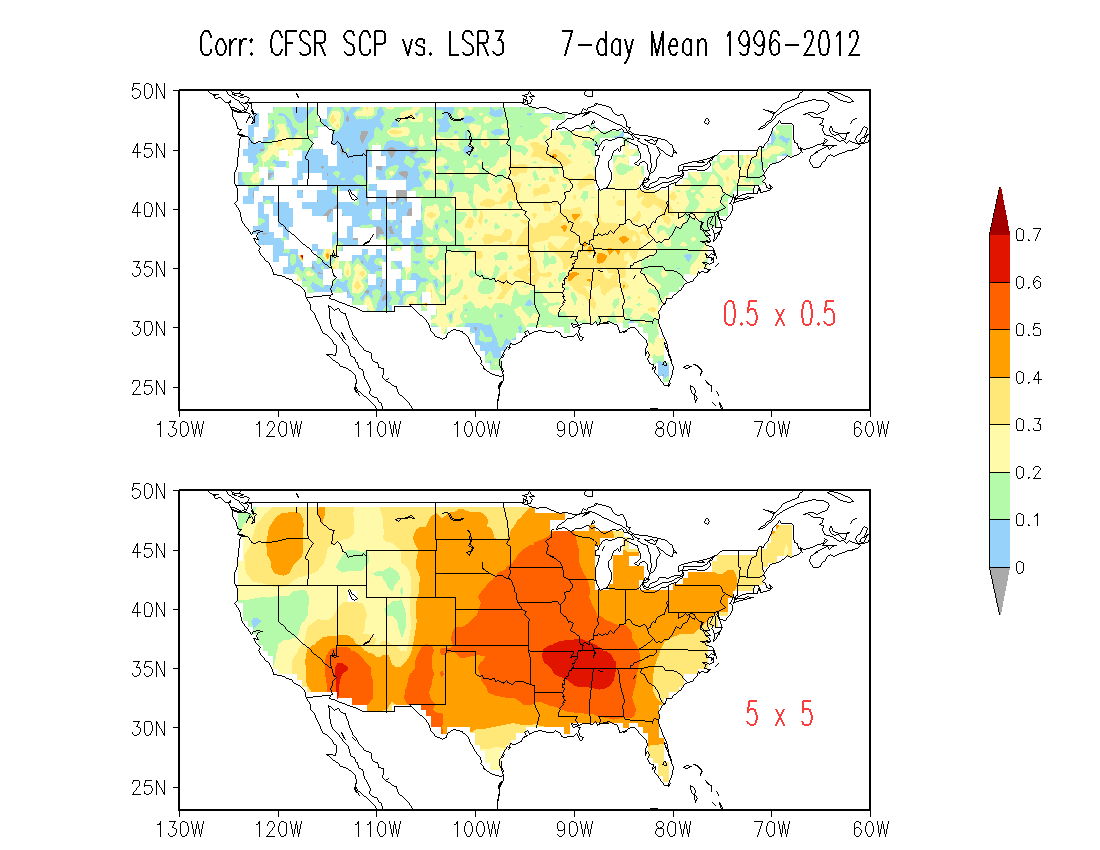 Corr: CFSR SCP vs. LSR3 7-day Mean 1996-2012
50N
45N
40N
35N
30N
25N
0.5 x 0.5
130W 120W 110W 100W 90W 80W 70W 60W
0.7
0.6
0.5
0.4
0.3
0.2
0.1
0
50N
45N
40N
35N
30N
25N
5 x 5
130W 120W 110W 100W 90W 80W 70W 60W